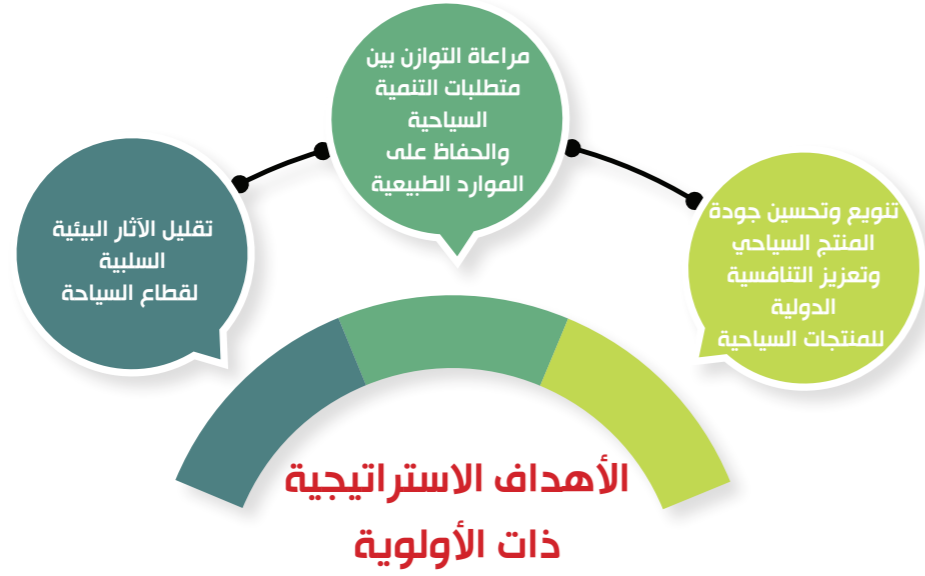 مراعاة التوازن بين
متطلبات التنمية
السياحية
والحفاظ على
الموارد الطبيعية
تنويع وتحسين جودة
المنتج السياحي
وتعزيز التنافسية
الدولية
للمنتجات السياحية
تقليل الآثار البيئية
السلبية
لقطاع السياحة
الأهداف الاستراتيجية
ذات الأولوية